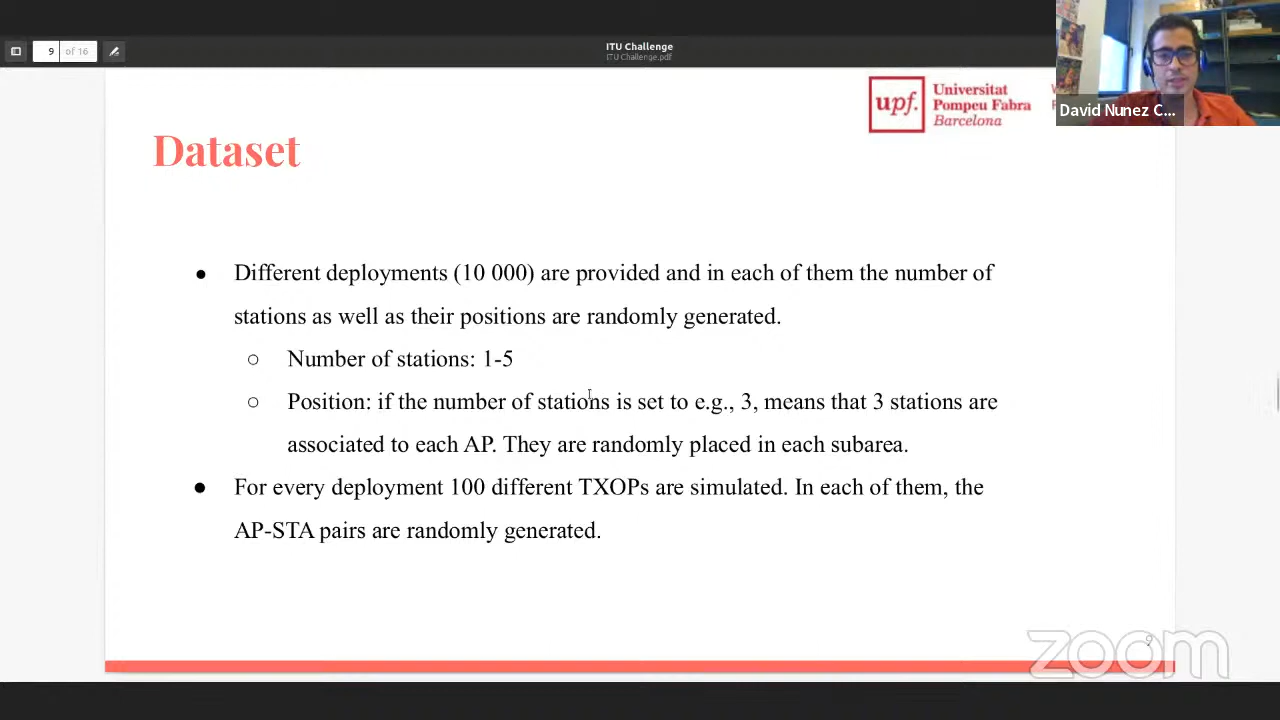 9 of 16
ITU Challenge
ITU Challenge.pdf
upf.
Universitat
Pompeu Fabra
Barcelona
David Nunez C...
Dataset
● Different deployments (10 000) are provided and in each of them the number of
stations as well as their positions are randomly generated.
○ Number of stations: 1-5
○ Position: if the number of stations is set to e.g., 3, means that 3 stations are
associated to each AP. They are randomly placed in each subarea.
● For every deployment 100 different TXOPs are simulated. In each of them, the
AP-STA pairs are randomly generated.
9
zoom